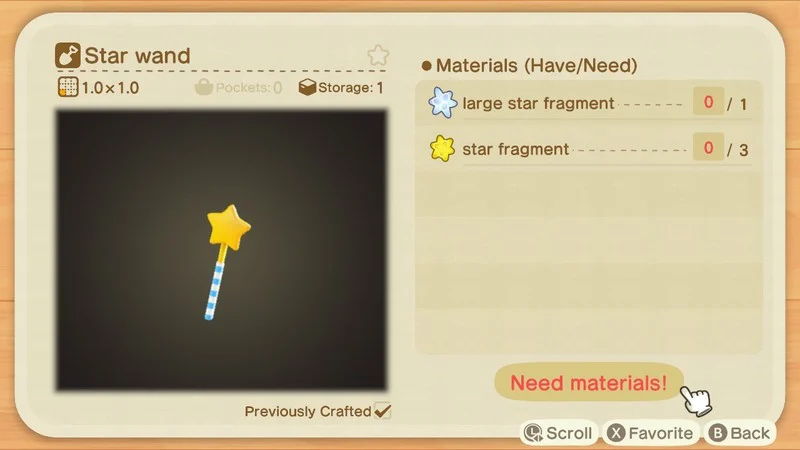 Star wand
1.0×1.0 Pockets: 0 Storage: 1
Previously Crafted
Materials (Have/Need)
large star fragment 0 / 1
star fragment 0 / 3
Need materials!
L Scroll X Favorite B Back